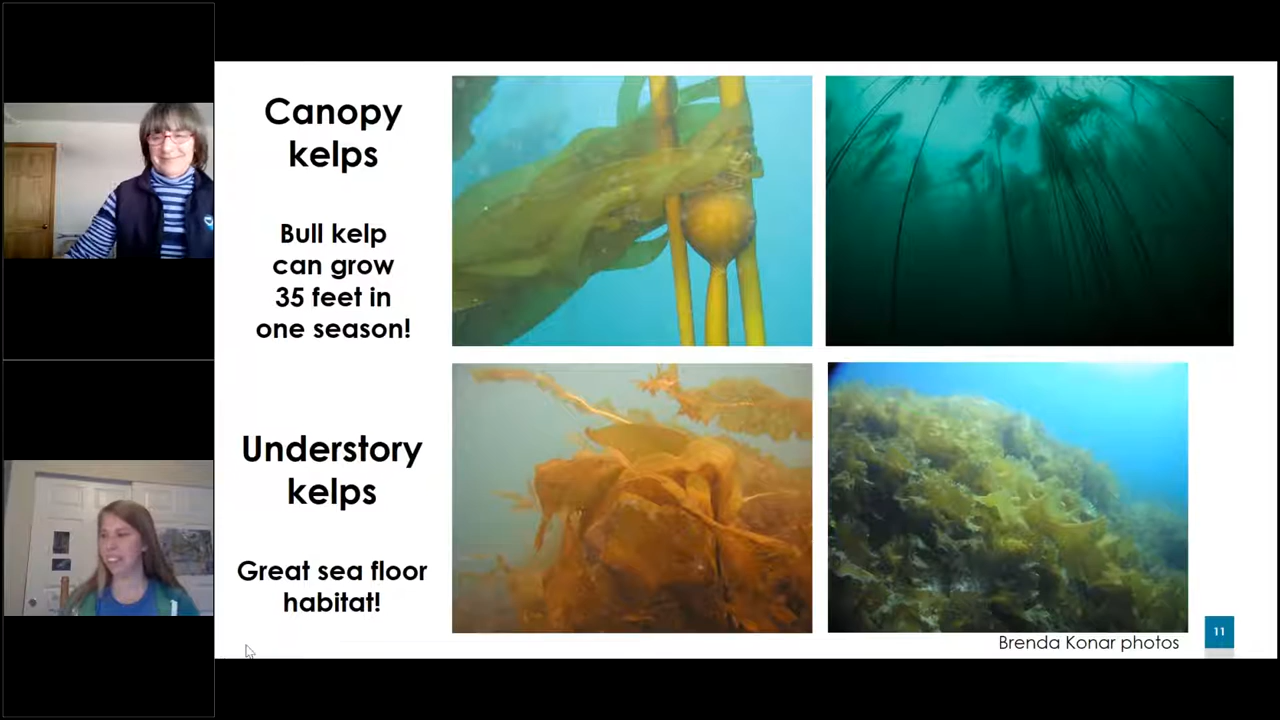 Canopy
kelps
Bull kelp
can grow
35 feet in
one season!
Understory
kelps
Great sea floor
habitat!
Brenda Konar photos
11